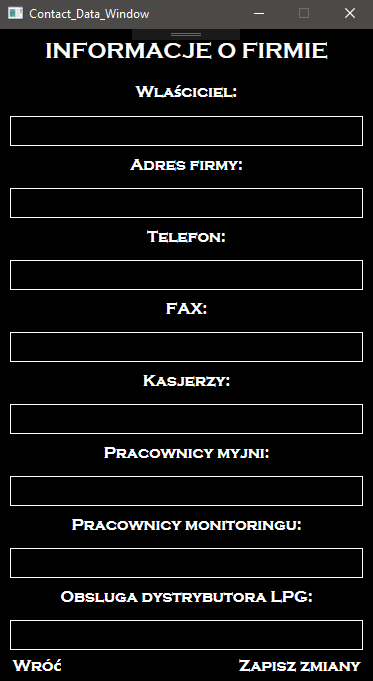 Contact_Data_Window
INFORMACJE O FIRMIE
Właściciel:
Adres firmy:
Telefon:
FAX:
Kasjerzy:
Pracownicy myjni:
Pracownicy monitoringu:
Obsługa dystrybutora LPG:
Wróć
Zapisz zmiany